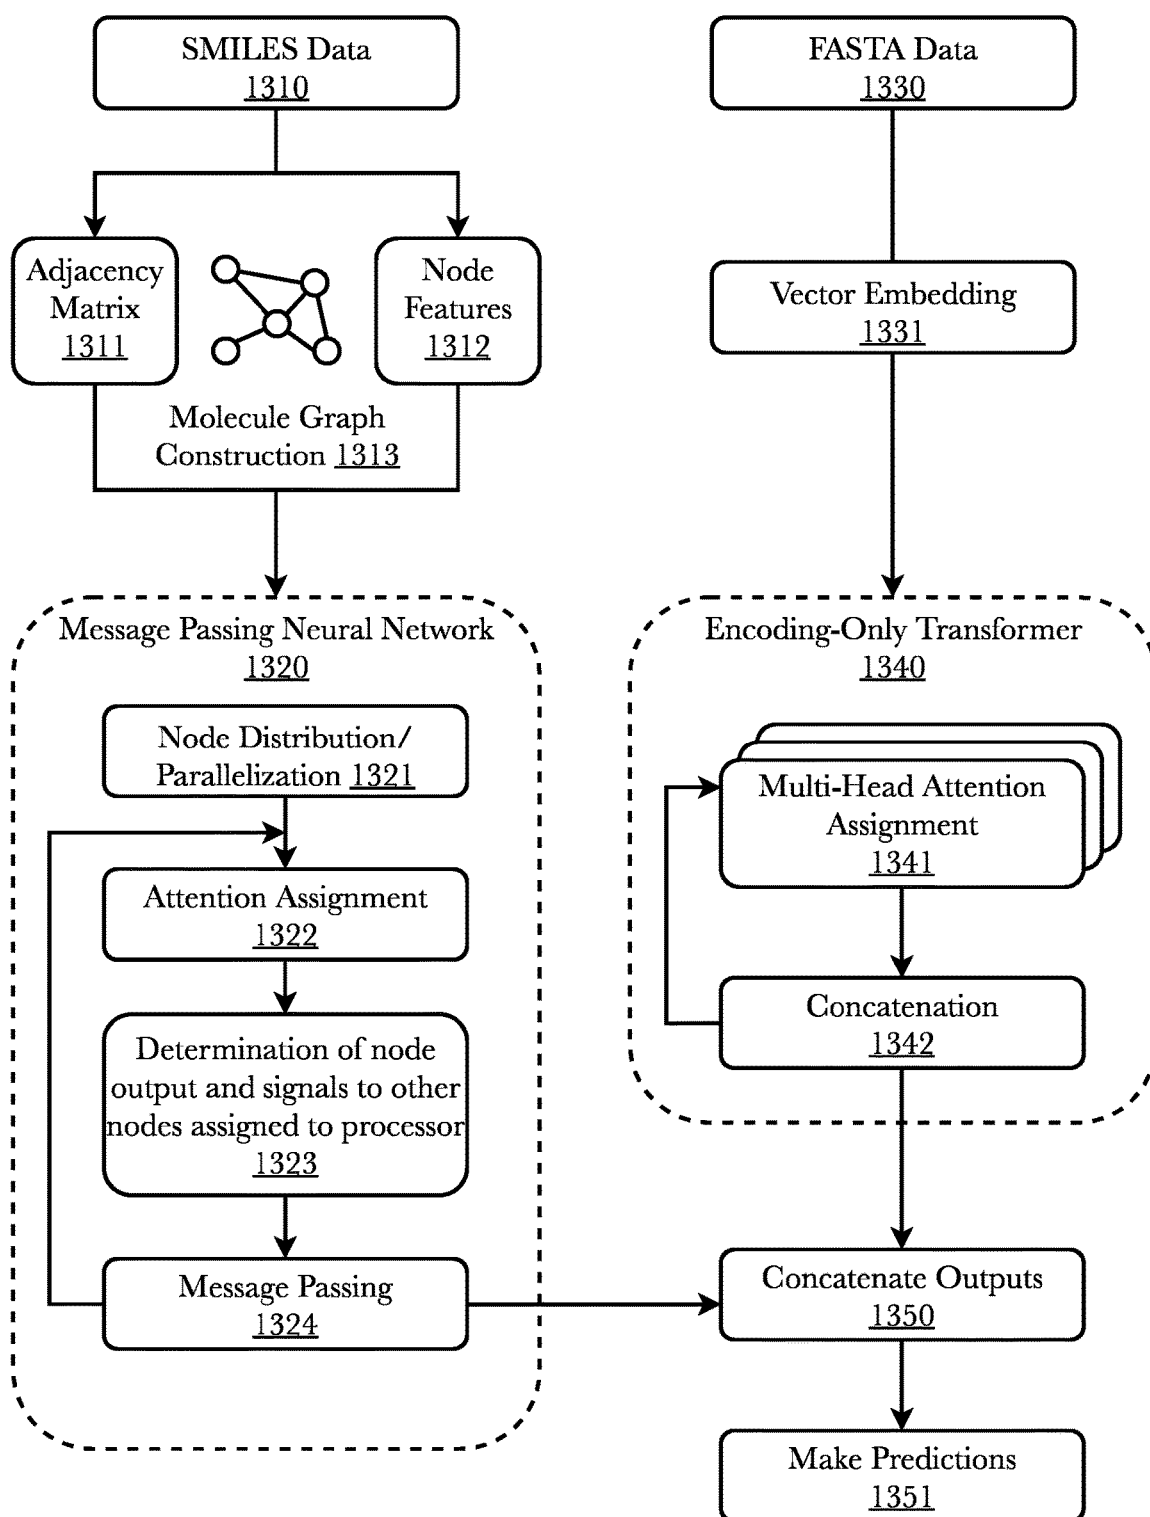 SMILES Data
1310
FASTA Data
1330
Adjacency
Matrix
1311
Node
Features
1312
Vector Embedding
1331
Molecule Graph
Construction 1313
Message Passing Neural Network
1320
Node Distribution/
Parallelization 1321
Attention Assignment
1322
Determination of node
output and signals to other
nodes assigned to processor
1323
Message Passing
1324
Encoding-Only Transformer
1340
Multi-Head Attention
Assignment
1341
Concatenation
1342
Concatenate Outputs
1350
Make Predictions
1351